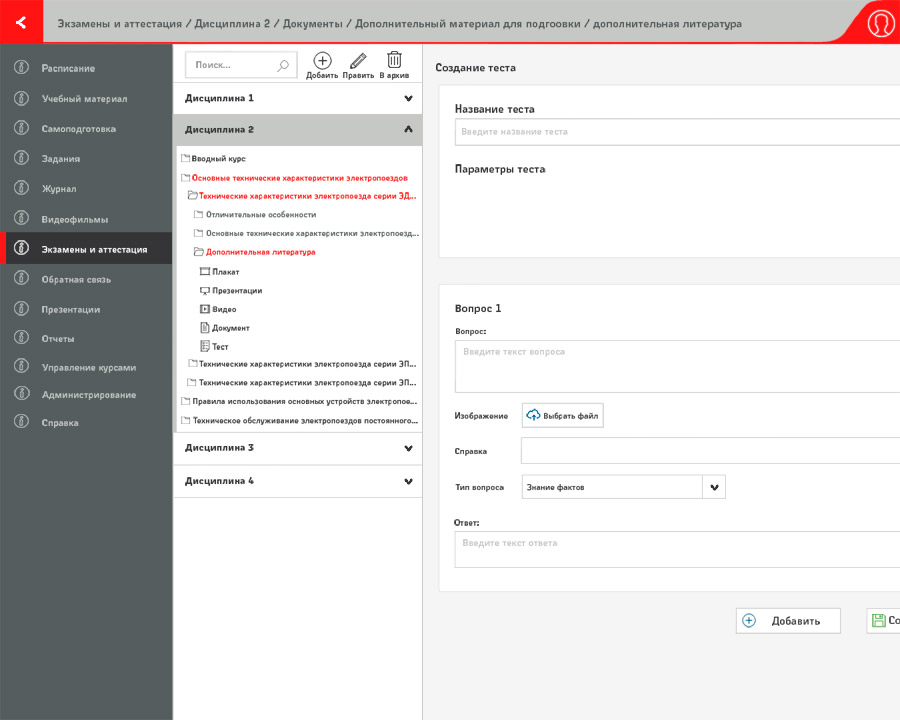 Экзамены и аттестация / Дисциплина 2 / Документы / Дополнительный материал для подгоовки / дополнительная литература
Расписание
Учебный материал
Самоподготовка
Задания
Журнал
Видеофильмы
Экзамены и аттестация
Обратная связь
Презентации
Отчеты
Управление курсами
Администрирование
Справка
Поиск...
Добаить Править В архив
Дисциплина 1
Дисциплина 2
Вводный курс
Основные технические характеристики электропоездов
Технические характеристики электропоезда серии ЭД...
Отличительные особенности
Основные технические характеристики электропоезд...
Дополнительная литература
Плакат
Презентации
Видео
Документ
Тест
Технические характеристики электропоезда серии ЭП...
Технические характеристики электропоезда серии ЭП...
Правила использования основных устройств электропое...
Техническое обслуживание электропоездов постоянного...
Дисциплина 3
Дисциплина 4
Создание теста
Название теста
Введите название теста
Параметры теста
Вопрос 1
Вопрос:
Введите текст вопроса
Изображение Выбрать файл
Справка
Тип вопроса Знание фактов
Ответ:
Введите текст ответа
Добавить Со